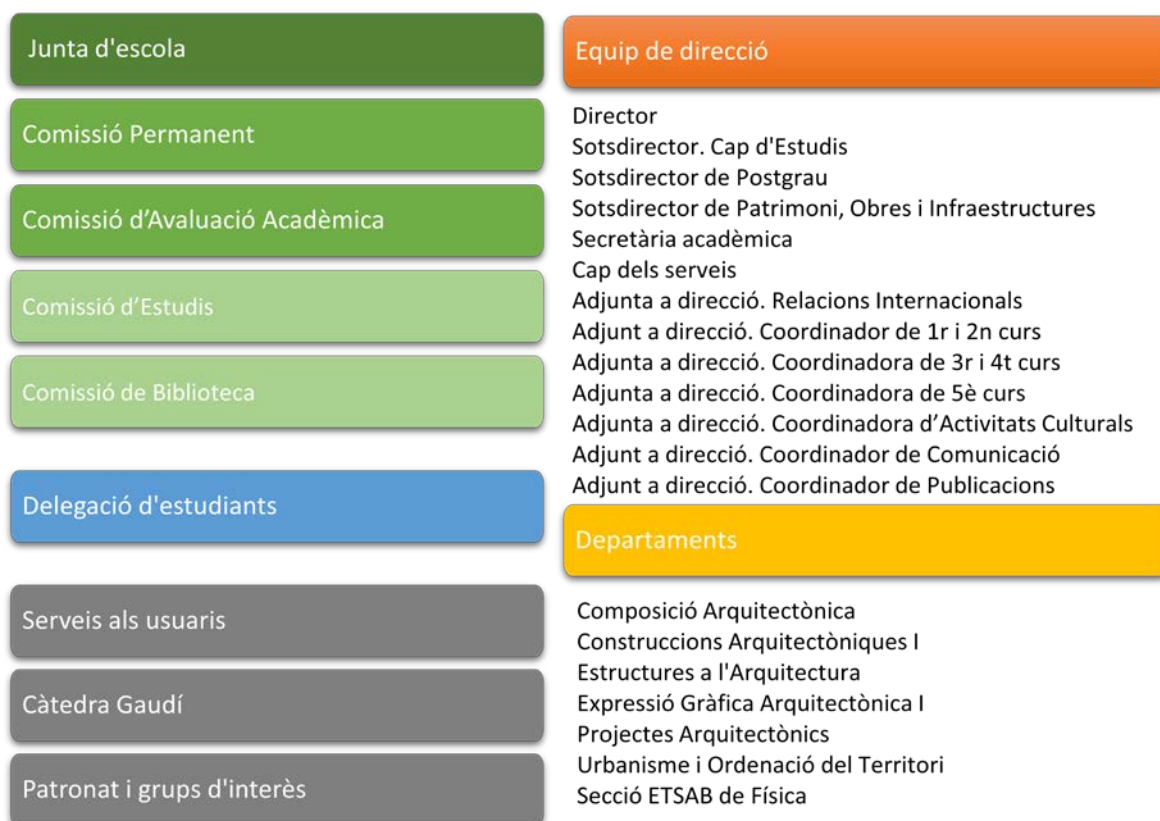 Junta d'escola
Comissió Permanent
Comissió d’Avaluació Acadèmica
Comissió d’Estudis
Comissió de Biblioteca
Delegació d'estudiants
Serveis als usuaris
Càtedra Gaudí
Patronat i grups d'interès
Equip de direcció
Director
Sotsdirector. Cap d'Estudis
Sotsdirector de Postgrau
Sotsdirector de Patrimoni, Obres i Infraestructures
Secretària acadèmica
Cap dels serveis
Adjunta a direcció. Relacions Internacionals
Adjunt a direcció. Coordinador de 1r i 2n curs
Adjunta a direcció. Coordinadora de 3r i 4t curs
Adjunta a direcció. Coordinadora de 5è curs
Adjunta a direcció. Coordinadora d’Activitats Culturals
Adjunt a direcció. Coordinador de Comunicació
Adjunt a direcció. Coordinador de Publicacions
Departaments
Composició Arquitectònica
Construccions Arquitectòniques I
Estructures a l'Arquitectura
Expressió Gràfica Arquitectònica I
Projectes Arquitectònics
Urbanisme i Ordenació del Territori
Secció ETSAB de Física